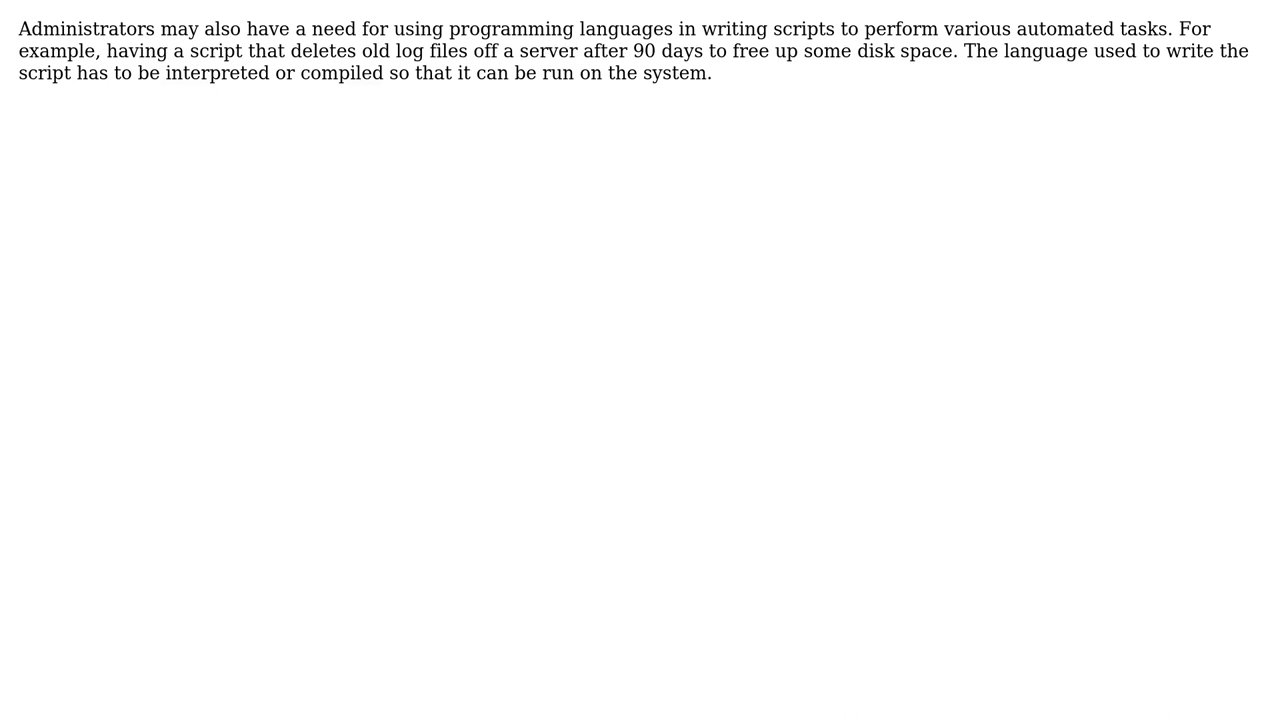 Administrators may also have a need for using programming languages in writing scripts to perform various automated tasks. For
example, having a script that deletes old log files off a server after 90 days to free up some disk space. The language used to write the
script has to be interpreted or compiled so that it can be run on the system.